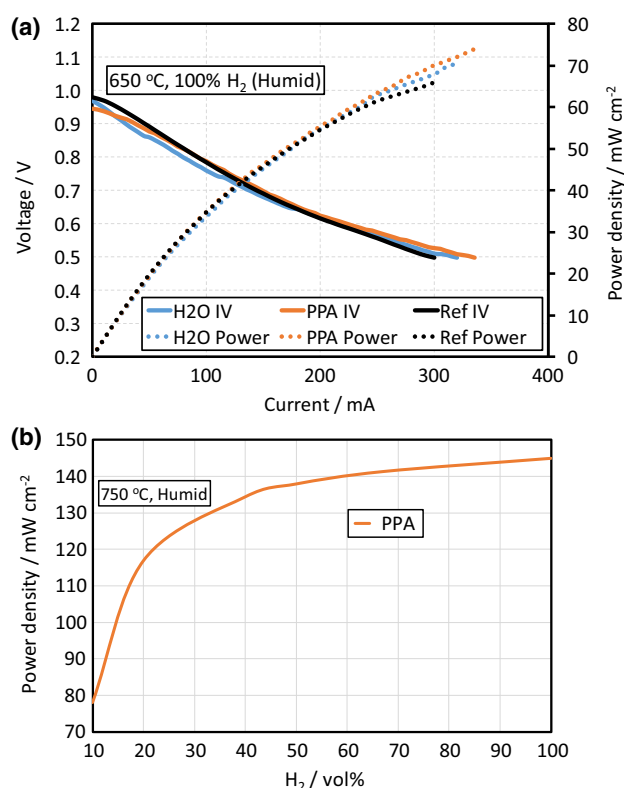 (a)
1.2
1.1
1.0
0.9
0.8
0.7
0.6
0.5
0.4
0.3
0.2
Voltage / V
650 °C, 100% H₂ (Humid)
80
70
60
50
40
30
20
10
0
Power density / mW cm⁻²
H2O IV PPA IV Ref IV
H2O Power PPA Power Ref Power
0 100 200 300 400
Current / mA
(b)
150
140
130
120
110
100
90
80
70
Power density / mW cm⁻²
750 °C, Humid
PPA
10 20 30 40 50 60 70 80 90 100
H₂ / vol%